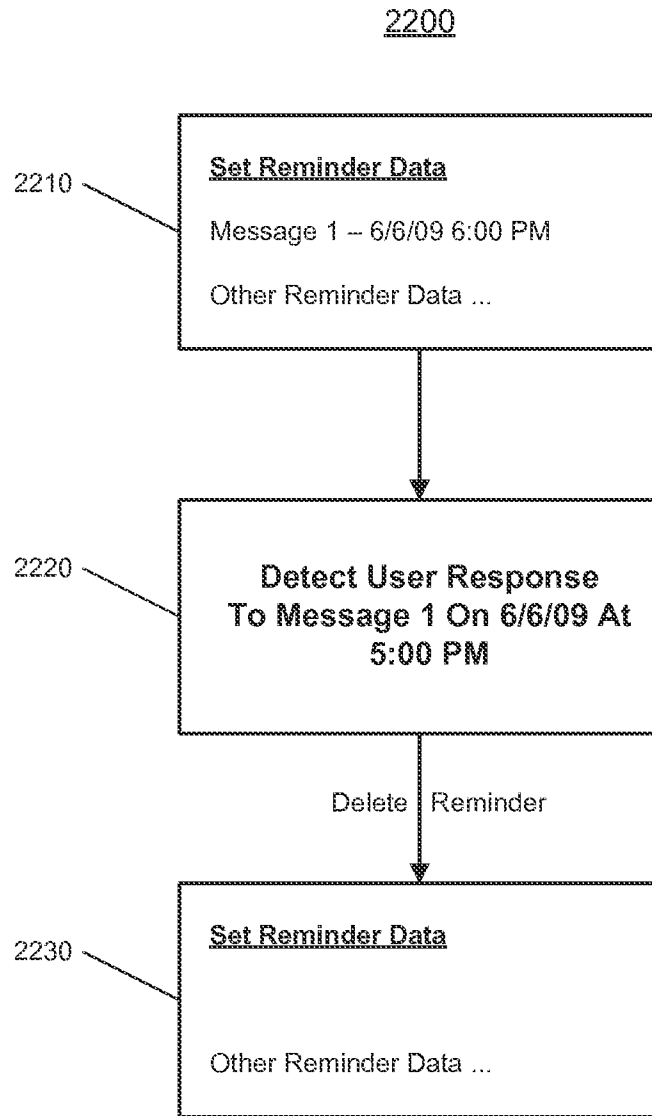 2200
2210
Set Reminder Data
Message 1 – 6/6/09 6:00 PM
Other Reminder Data ...
2220
Detect User Response
To Message 1 On 6/6/09 At
5:00 PM
Delete Reminder
2230
Set Reminder Data
Other Reminder Data ...